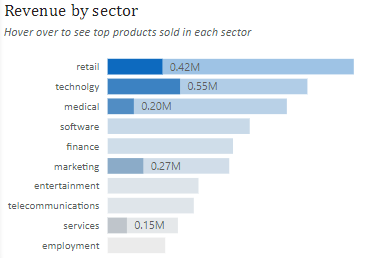 Revenue by sector
Hover over to see top products sold in each sector
retail 0.42M
technolgy 0.55M
medical 0.20M
software
finance
marketing 0.27M
entertainment
telecommunications
services 0.15M
employment